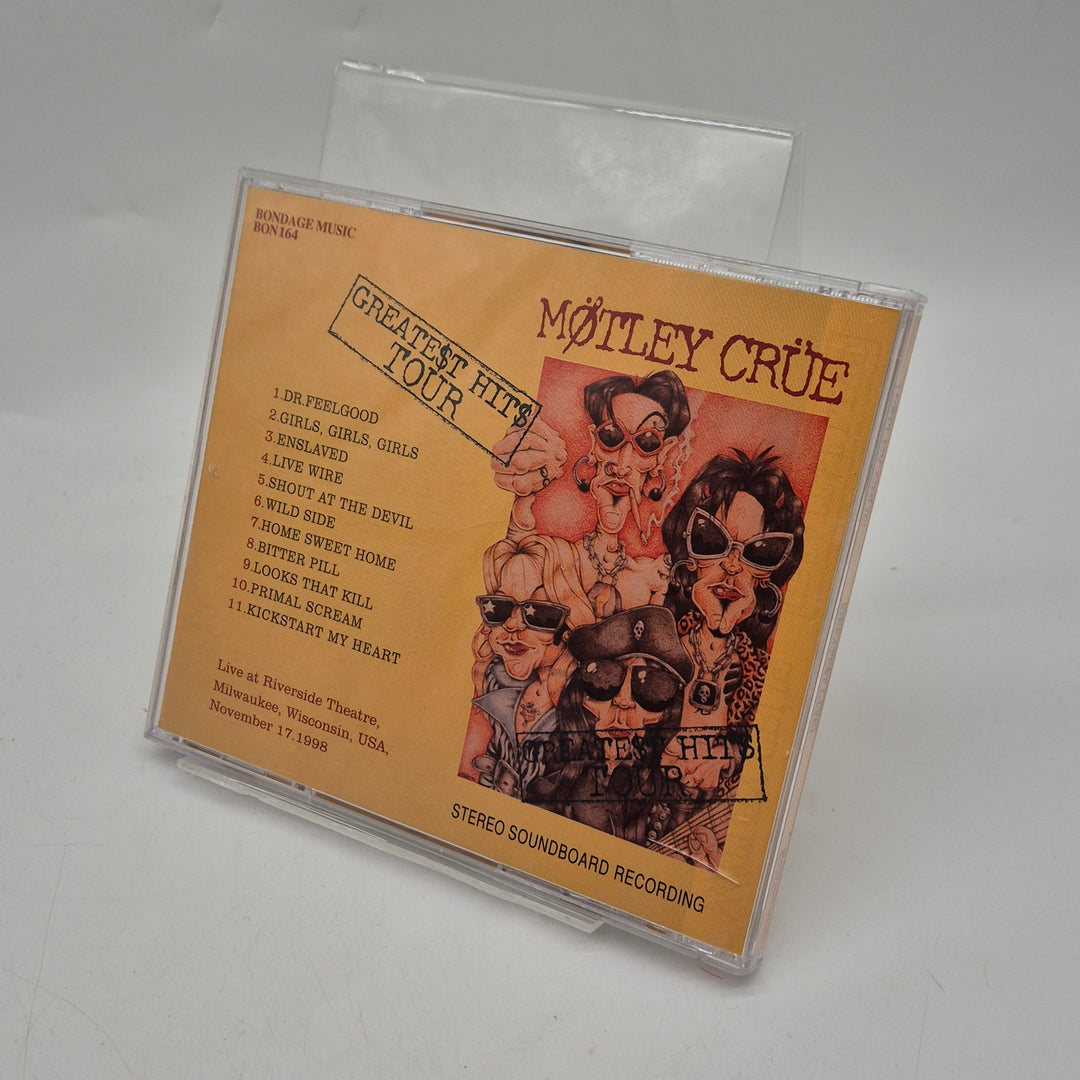 BONDAGE MUSIC
BON164
GREATE$T HIT$
TOUR
MÖTLEY CRÜE
1.DR.FEELGOOD
2.GIRLS, GIRLS, GIRLS
3.ENSLAVED
4.LIVE WIRE
5.SHOUT AT THE DEVIL
6.WILD SIDE
7.HOME SWEET HOME
8.BITTER PILL
9.LOOKS THAT KILL
10.PRIMAL SCREAM
11.KICKSTART MY HEART
Live at Riverside Theatre,
Milwaukee, Wisconsin, USA,
November 17.1998
GREATE$T HIT$
TOUR
STEREO SOUNDBOARD RECORDING